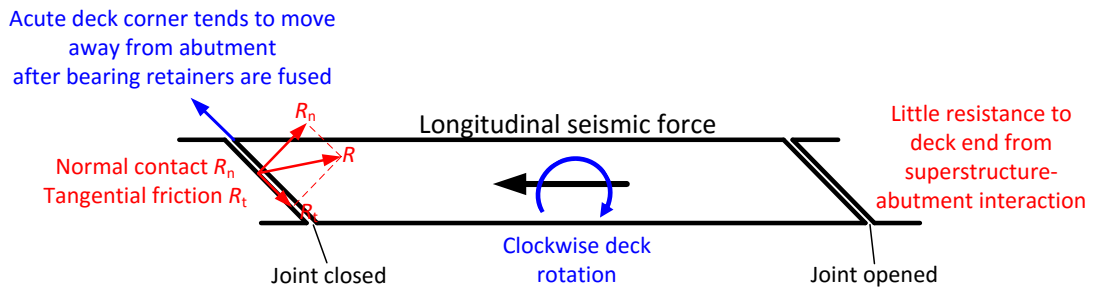 Acute deck corner tends to move
away from abutment
after bearing retainers are fused
Rn
R
Longitudinal seismic force
Little resistance to
deck end from
superstructure-
abutment interaction
Normal contact Rn
Tangential friction Rt
Rt
Clockwise deck
rotation
Joint closed
Joint opened